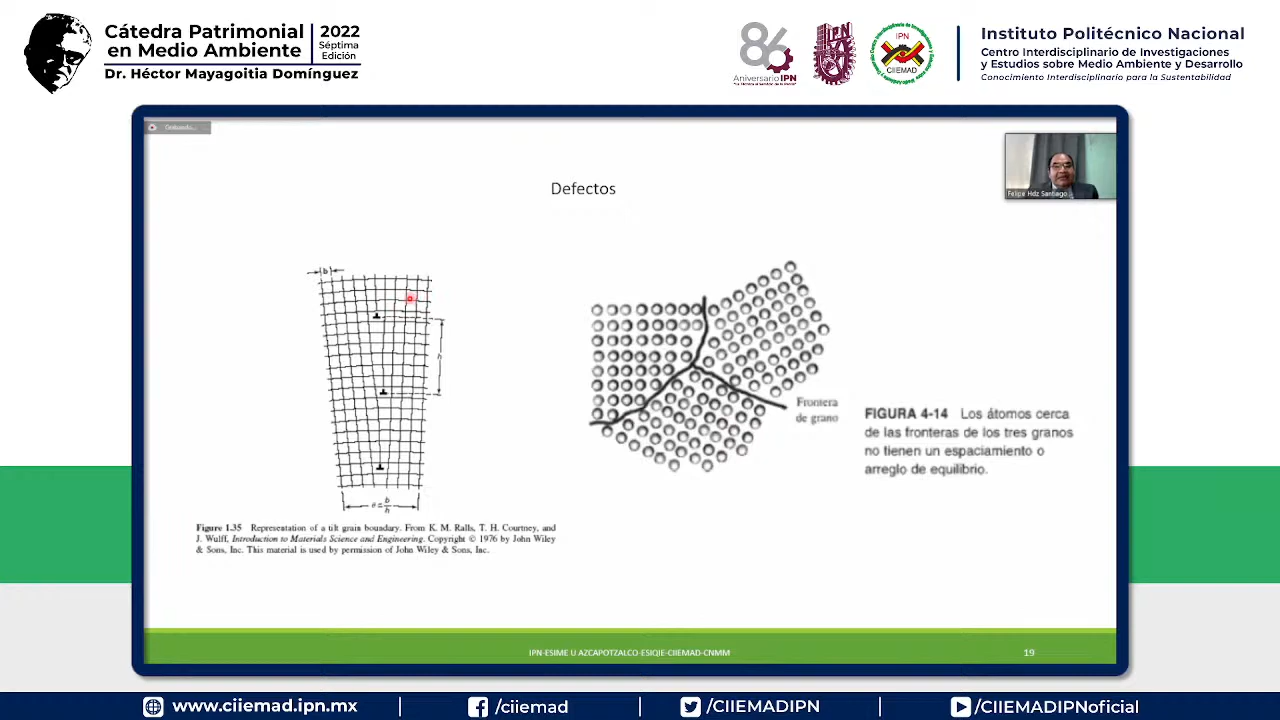 Cátedra Patrimonial
en Medio Ambiente
2022
Séptima
Edición
Dr. Héctor Mayagoitia Domínguez
86
Aniversario IPN
IPN
IPN
CIIEMAD
Instituto Politécnico Nacional
Centro Interdisciplinario de Investigaciones
y Estudios sobre Medio Ambiente y Desarrollo
Conocimiento Interdisciplinario para la Sustentabilidad
Felipe Hdz Santiago
Defectos
b
h
θ = b/h
Figure 1.35 Representation of a tilt grain boundary. From K. M. Ralls, T. H. Courtney, and
J. Wulff, Introduction to Materials Science and Engineering. Copyright © 1976 by John Wiley
& Sons, Inc. This material is used by permission of John Wiley & Sons, Inc.
Frontera
de grano
FIGURA 4-14 Los átomos cerca
de las fronteras de los tres granos
no tienen un espaciamiento o
arreglo de equilibrio.
IPN-ESIME U AZCAPOTZALCO-ESIQIE-CIIEMAD-CNMM
19
www.ciiemad.ipn.mx
/ciiemad
/CIIEMADIPN
/CIIEMADIPNoficial